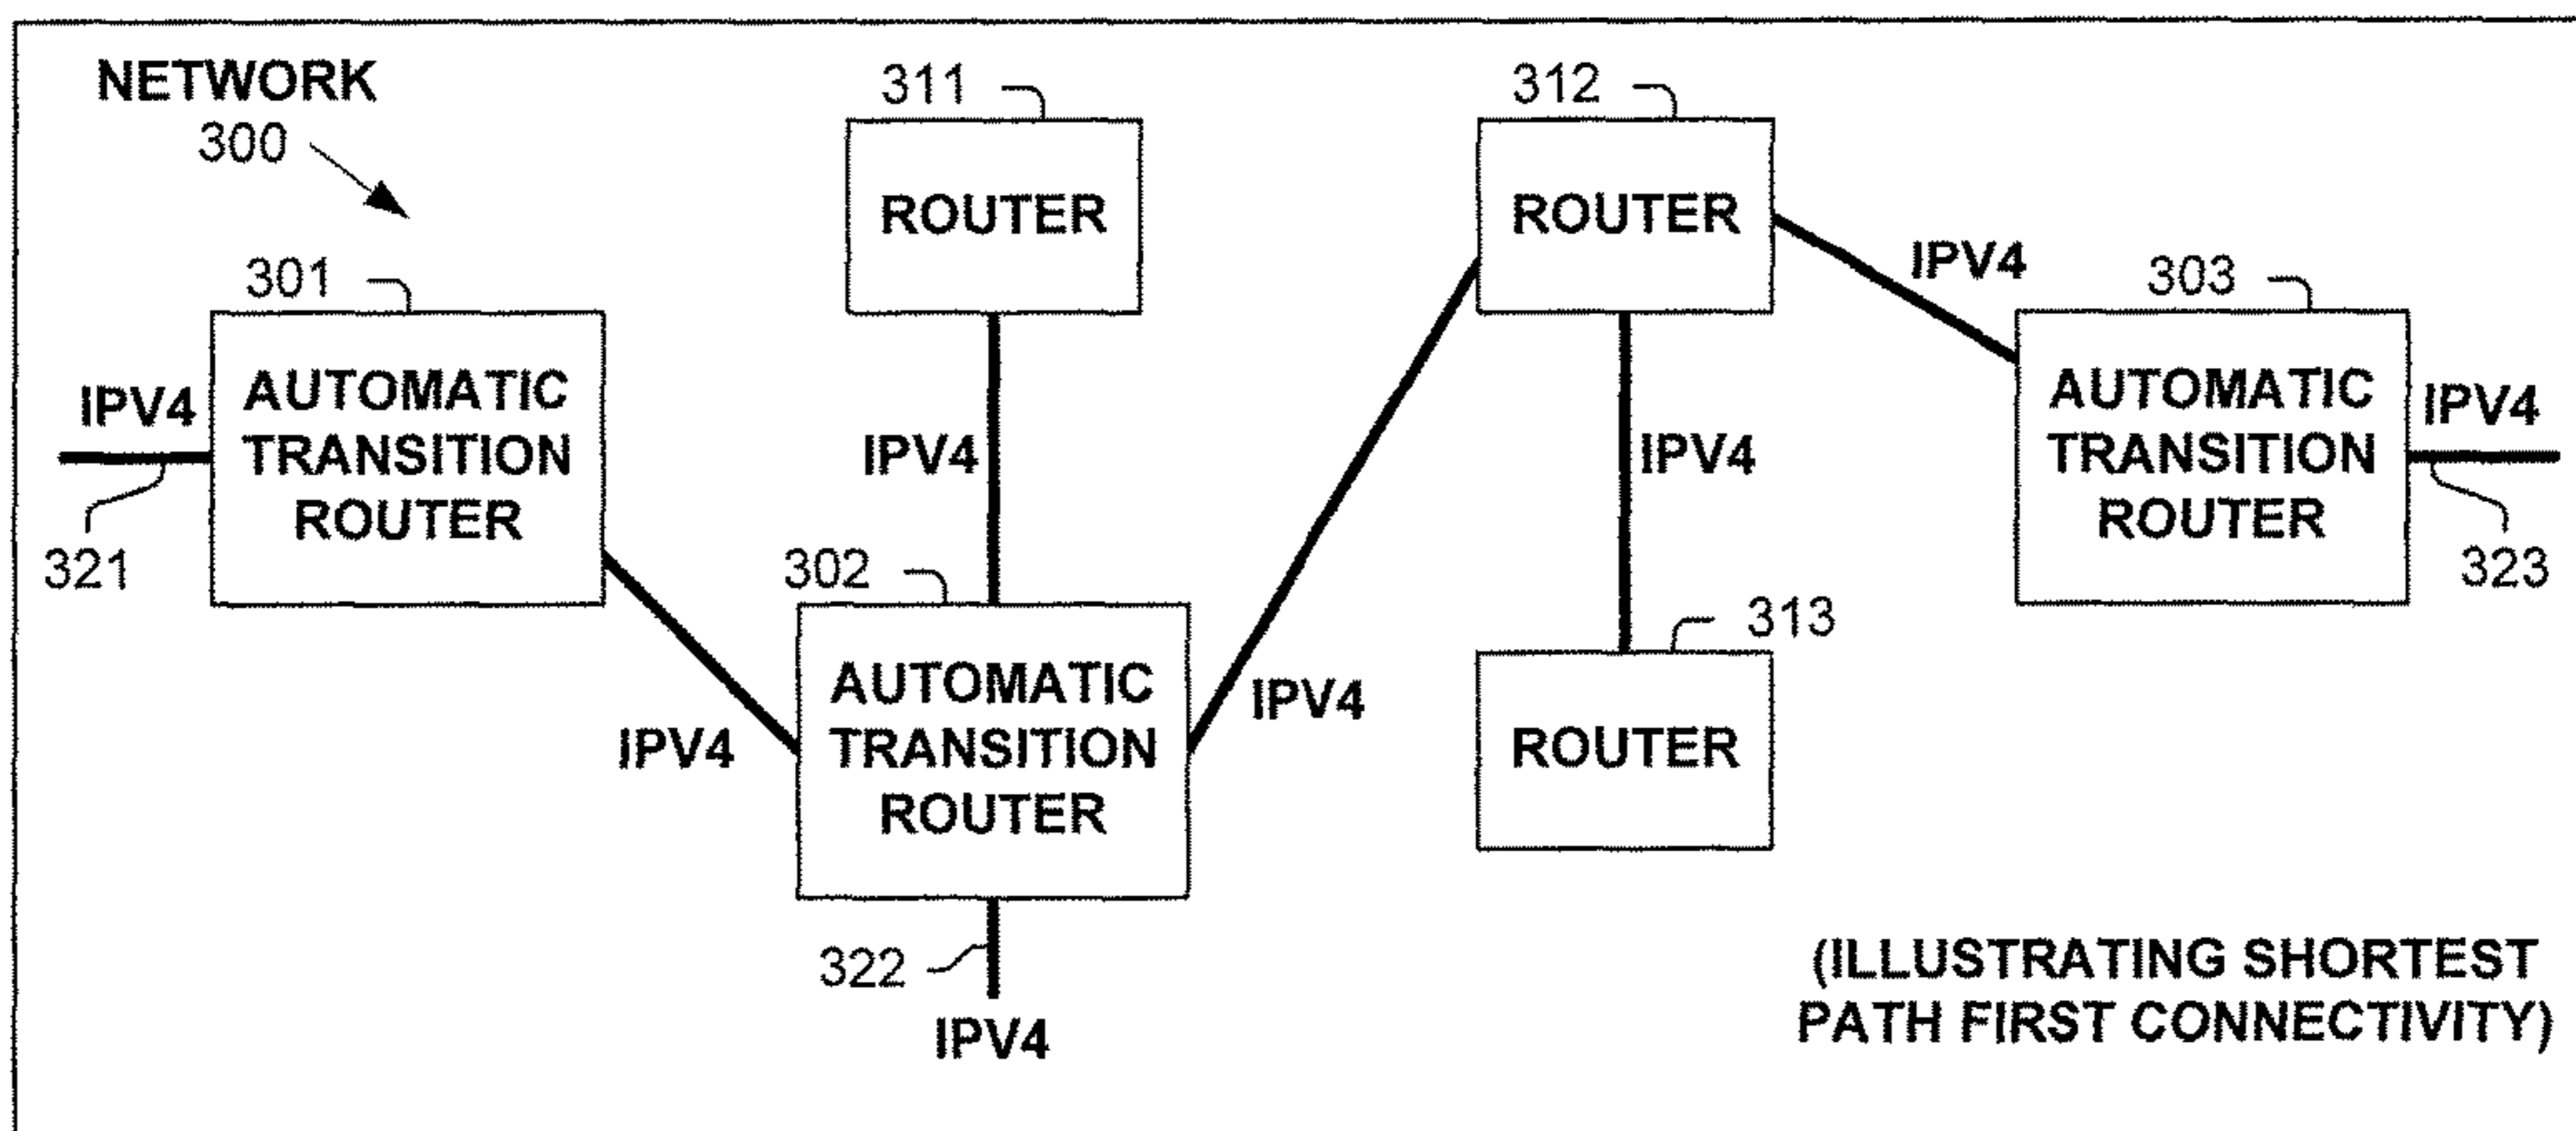 NETWORK
300
311
312
ROUTER
ROUTER
IPV4
301
303
AUTOMATIC
TRANSITION
ROUTER
IPV4
321
IPV4
IPV4
AUTOMATIC
TRANSITION
ROUTER
IPV4
323
302
313
AUTOMATIC
TRANSITION
ROUTER
IPV4
IPV4
ROUTER
322
IPV4
(ILLUSTRATING SHORTEST
PATH FIRST CONNECTIVITY)